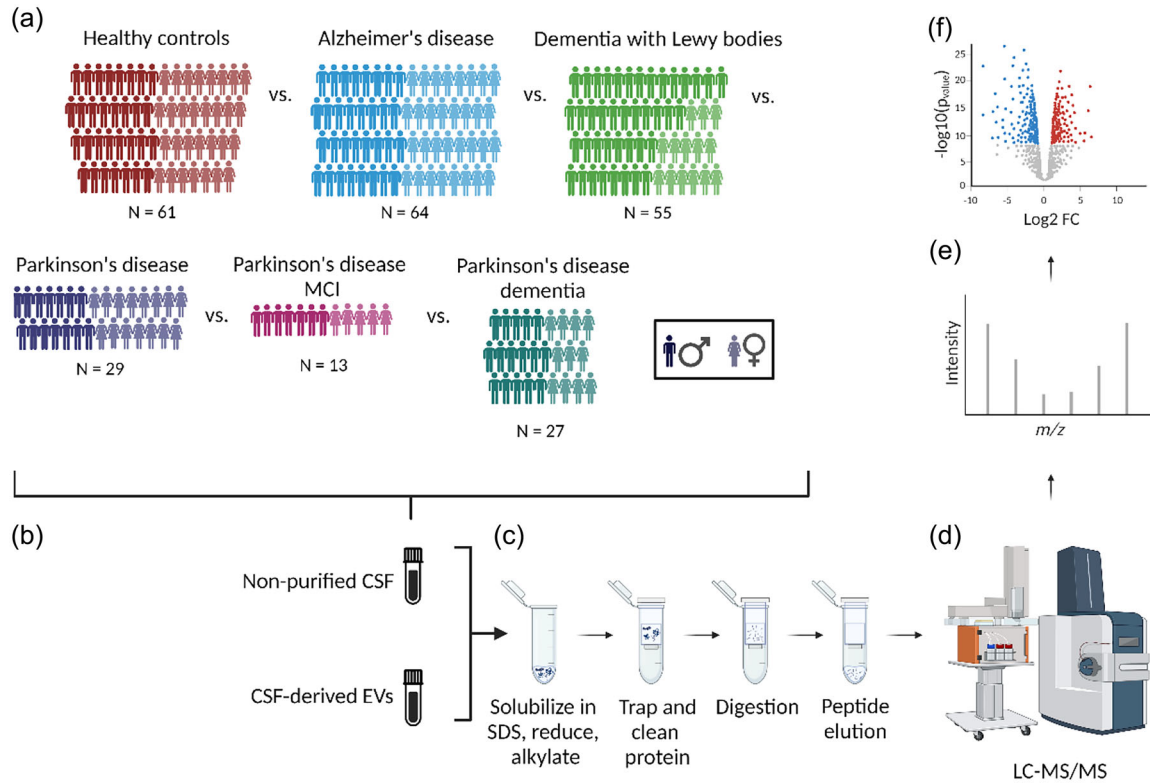 (a)
Healthy controls
vs.
Alzheimer's disease
vs.
Dementia with Lewy bodies
vs.
N = 61
N = 64
N = 55
Parkinson's disease
vs.
Parkinson's disease
MCI
vs.
Parkinson's disease
dementia
N = 29
N = 13
N = 27
(b)
Non-purified CSF
CSF-derived EVs
(c)
Solubilize in
SDS, reduce,
alkylate
Trap and
clean
protein
Digestion
Peptide
elution
(d)
LC-MS/MS
(e)
Intensity
m/z
(f)
-log10(pvalue)
25
20
15
10
5
0
-10
-5
0
5
10
Log2 FC